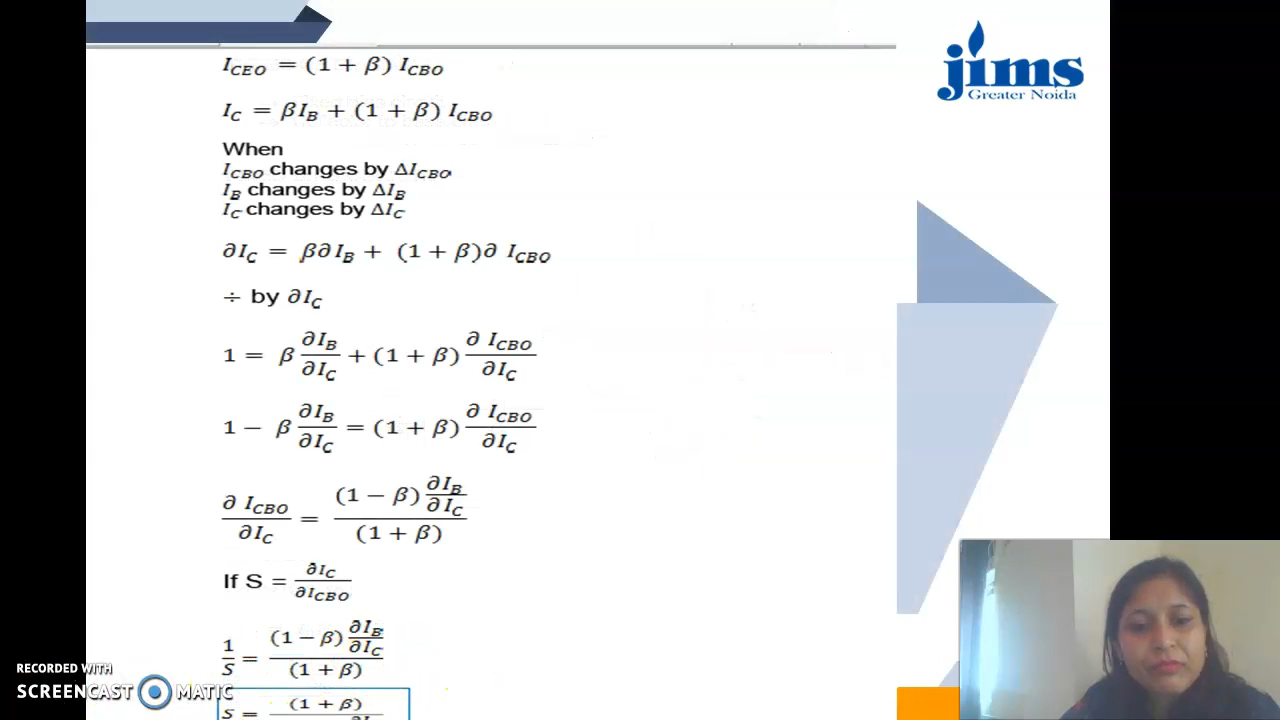 jims
Greater Noida
I_CEO = (1 + β) I_CBO
I_C = βI_B + (1 + β) I_CBO
When
I_CBO changes by ΔI_CBO
I_B changes by ΔI_B
I_C changes by ΔI_C
∂I_C = β∂I_B + (1 + β)∂ I_CBO
÷ by ∂I_C
1 = β ∂I_B/∂I_C + (1 + β) ∂ I_CBO/∂I_C
1 − β ∂I_B/∂I_C = (1 + β) ∂ I_CBO/∂I_C
∂ I_CBO/∂I_C = (1 − β) ∂I_B/∂I_C / (1 + β)
If S = ∂I_C/∂I_CBO
1/S = (1 − β) ∂I_B/∂I_C / (1 + β)
S = (1 + β)
RECORDED WITH
SCREENCAST MATIC